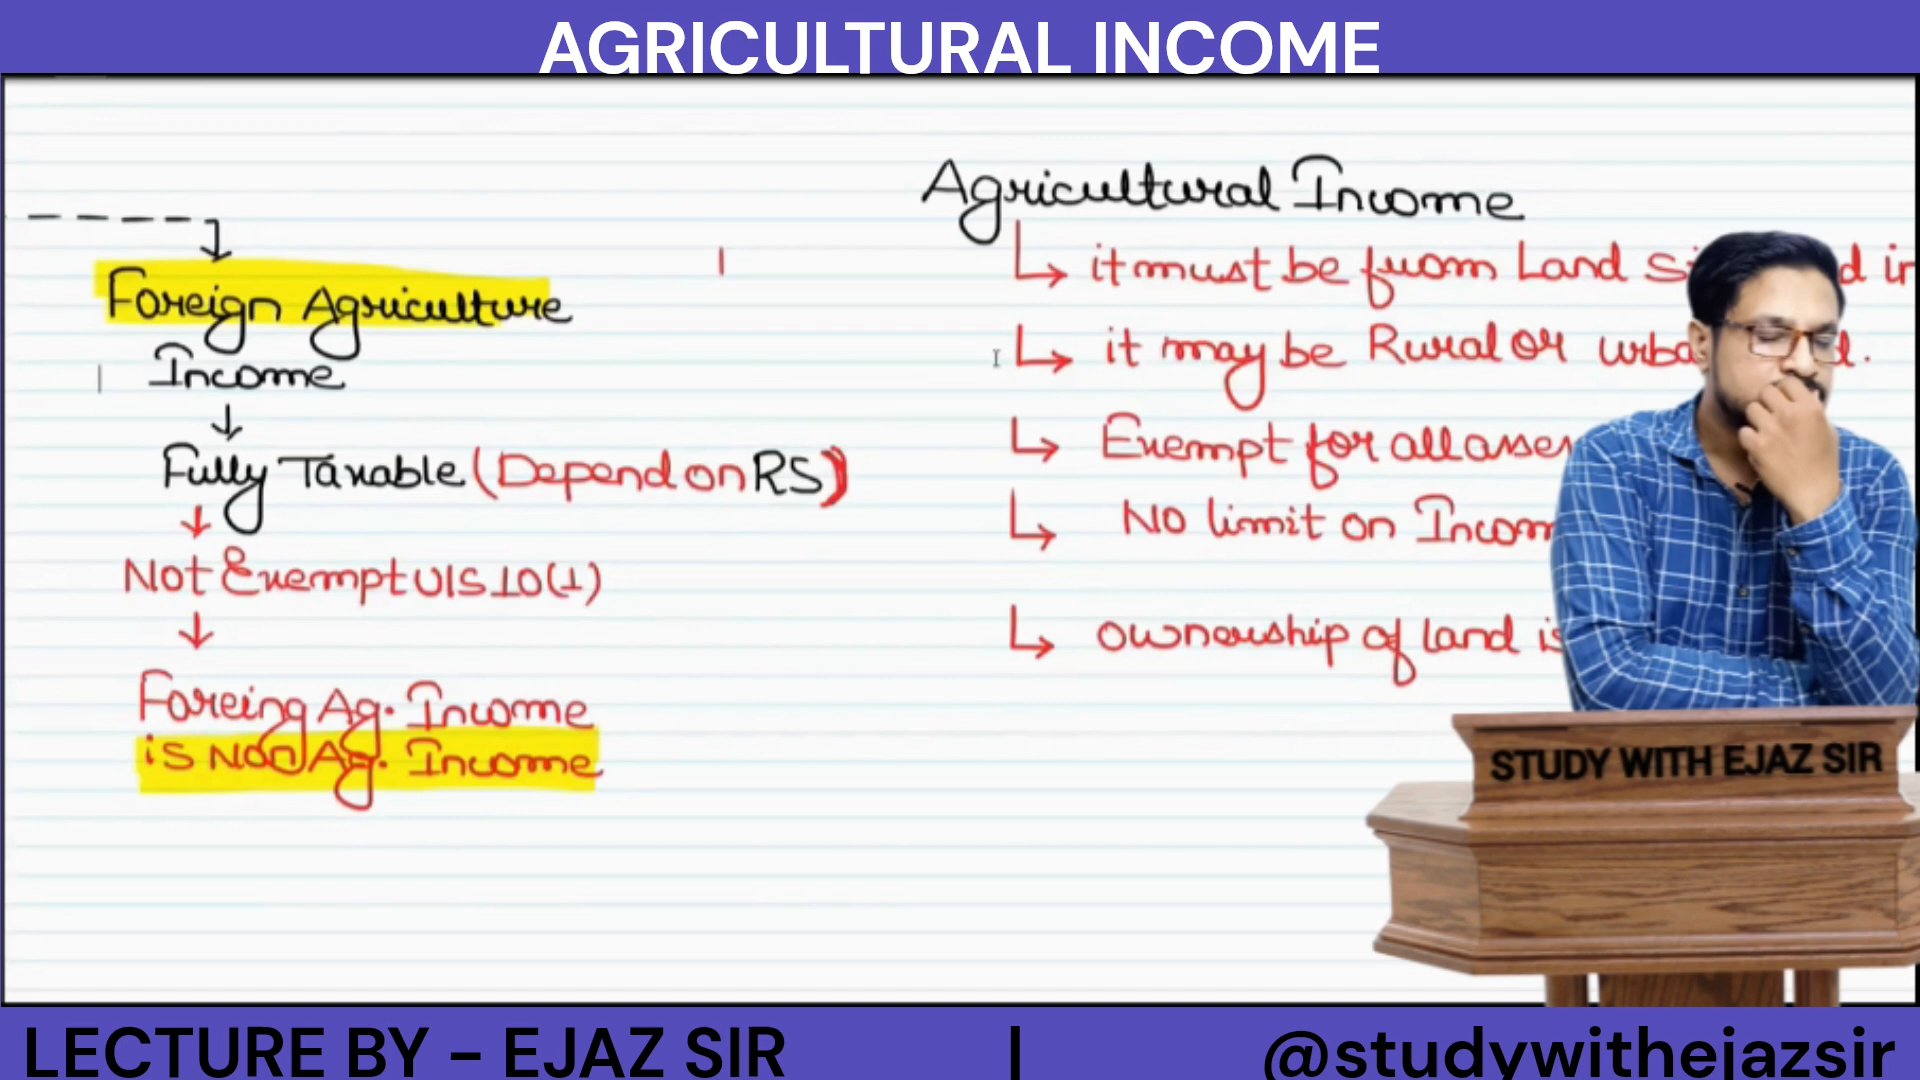 AGRICULTURAL INCOME
Foreign Agriculture
Income
Fully Taxable (Depend on RS)
Not Exempt U/S 10(1)
Foreing Ag. Income
is Non Ag. Income
Agricultural Income
it must be from Land
it may be Rural or
Exempt for all
No limit on
ownership of land
STUDY WITH EJAZ SIR
LECTURE BY - EJAZ SIR | @studywithejazsir